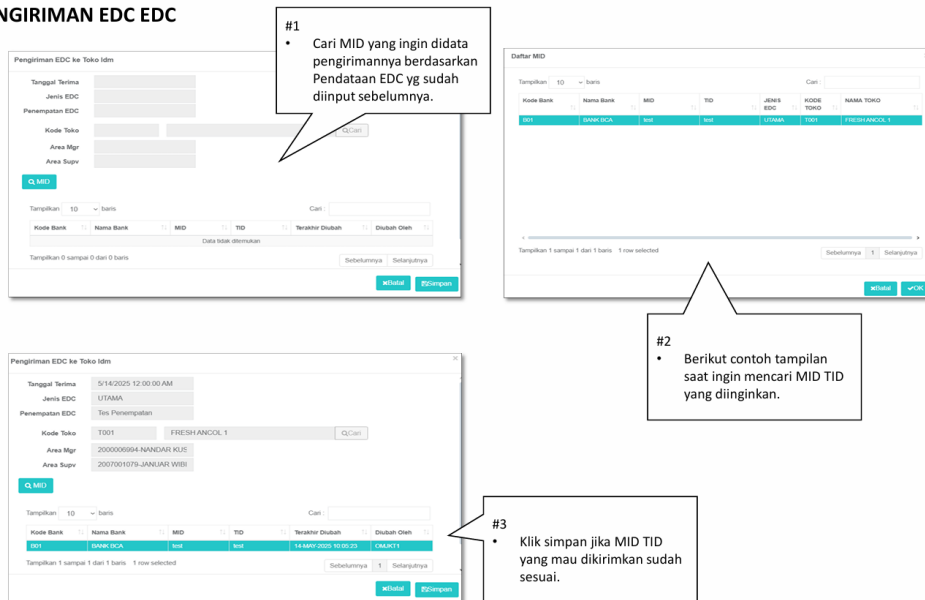 NGIRIMAN EDC EDC
#1
• Cari MID yang ingin didata
pengirimannya berdasarkan
Pendataan EDC yg sudah
diinput sebelumnya.
Pengiriman EDC ke Toko Idm
Tanggal Terima
Jenis EDC
Penempatan EDC
Kode Toko
Cari
Area Mgr
Area Supv
MID
Tampilkan 10 baris
Cari :
Kode Bank Nama Bank MID TID Terakhir Diubah Diubah Oleh
Data tidak ditemukan
Tampilkan 0 sampai 0 dari 0 baris
Sebelumnya Selanjutnya
Batal Simpan
Daftar MID
Tampilkan 10 baris
Cari :
Kode Bank Nama Bank MID TID JENIS EDC KODE TOKO NAMA TOKO
B01 BANK BCA test test UTAMA T001 FRESH ANCOL 1
Tampilkan 1 sampai 1 dari 1 baris 1 row selected
Sebelumnya 1 Selanjutnya
Batal OK
#2
• Berikut contoh tampilan
saat ingin mencari MID TID
yang diinginkan.
Pengiriman EDC ke Toko Idm
Tanggal Terima 5/14/2025 12:00:00 AM
Jenis EDC UTAMA
Penempatan EDC Tes Penempatan
Kode Toko T001 FRESH ANCOL 1 Cari
Area Mgr 2000006994-NANDAR KUS
Area Supv 2007001079-JANUAR WIBI
MID
Tampilkan 10 baris
Cari :
Kode Bank Nama Bank MID TID Terakhir Diubah Diubah Oleh
B01 BANK BCA test test 14-MAY-2025 10:55:23 OMJKT1
Tampilkan 1 sampai 1 dari 1 baris 1 row selected
Sebelumnya 1 Selanjutnya
Batal Simpan
#3
• Klik simpan jika MID TID
yang mau dikirimkan sudah
sesuai.